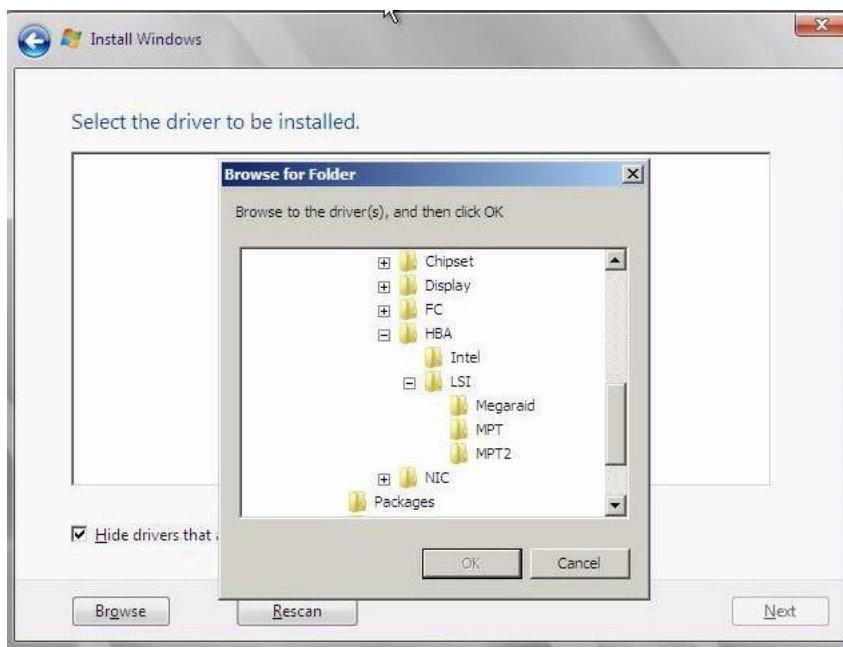 Install Windows
Select the driver to be installed.
Browse for Folder
Browse to the driver(s), and then click OK
Chipset
Display
FC
HBA
Intel
LSI
Megaraid
MPT
MPT2
NIC
Packages
Hide drivers that
OK
Cancel
Browse
Rescan
Next